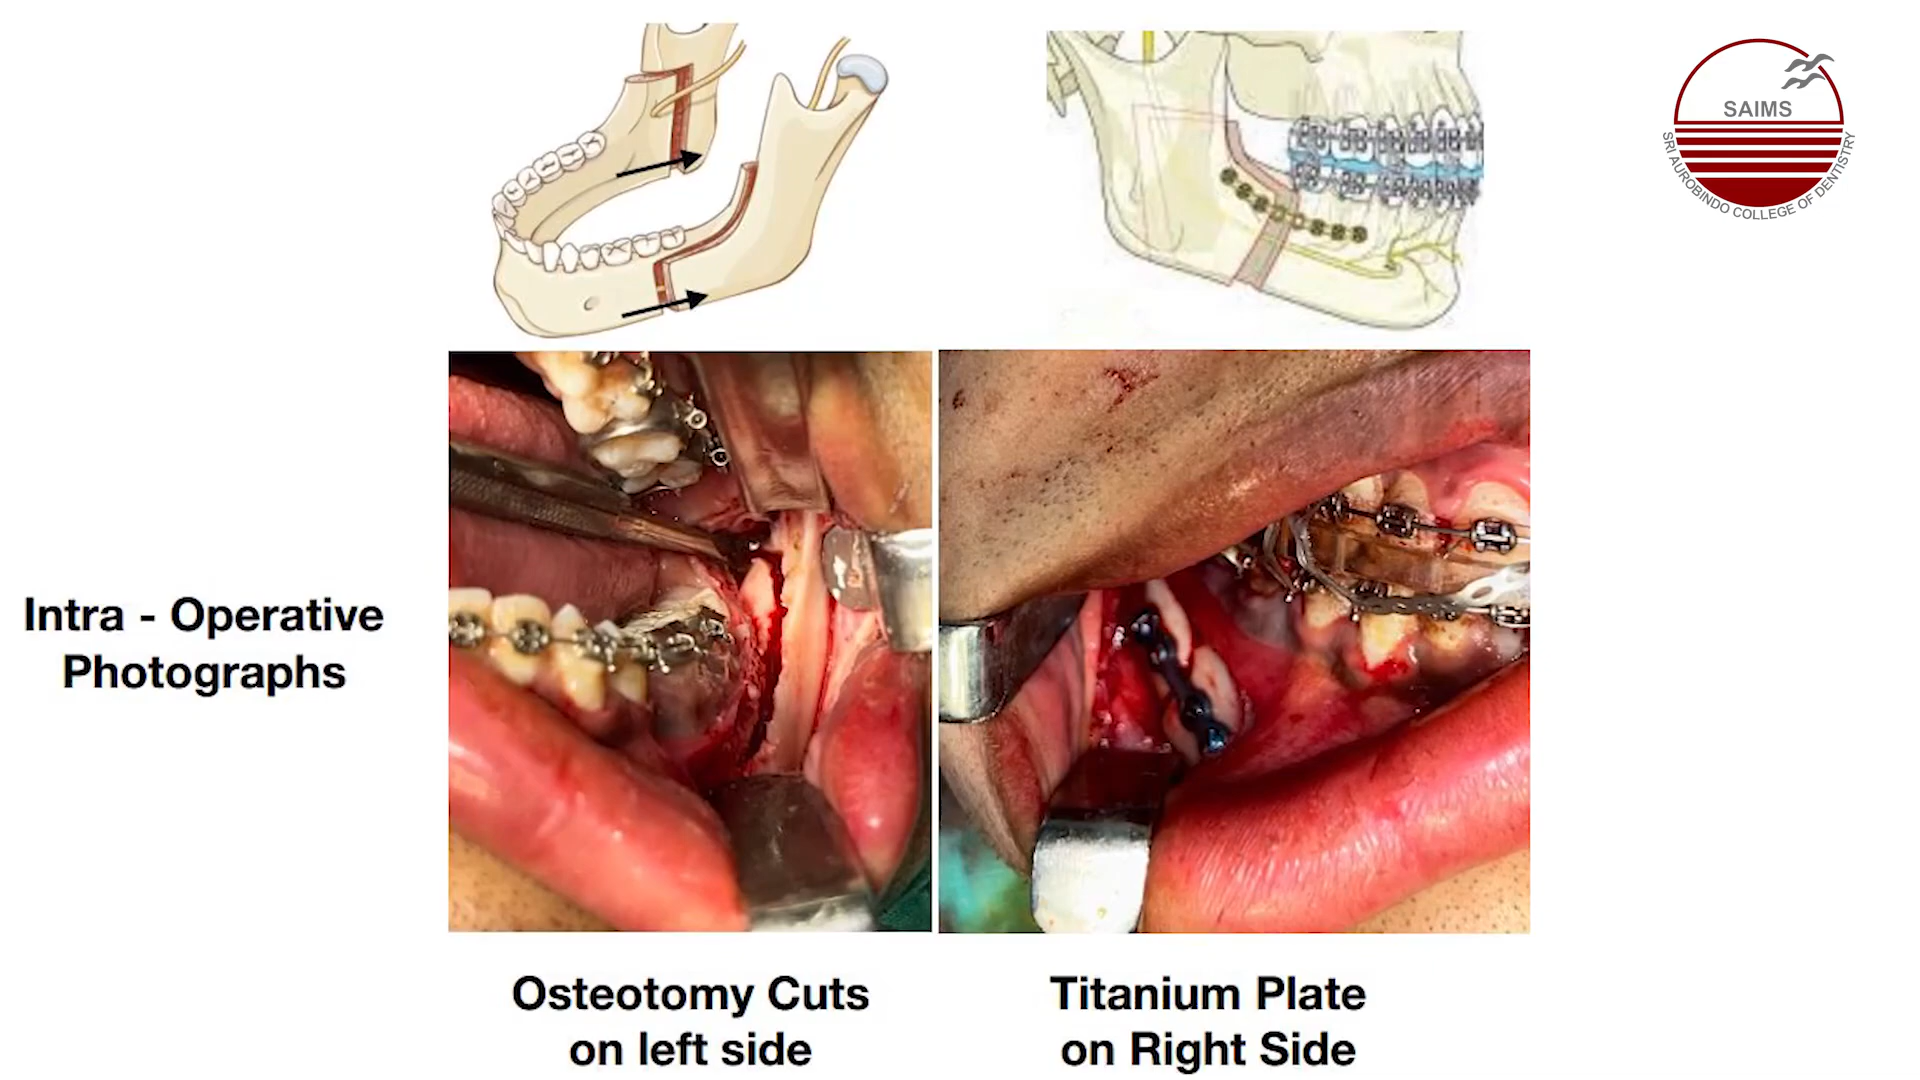 SAIMS
SRI AUROBINDO COLLEGE OF DENTISTRY
Intra - Operative
Photographs
Osteotomy Cuts
on left side
Titanium Plate
on Right Side